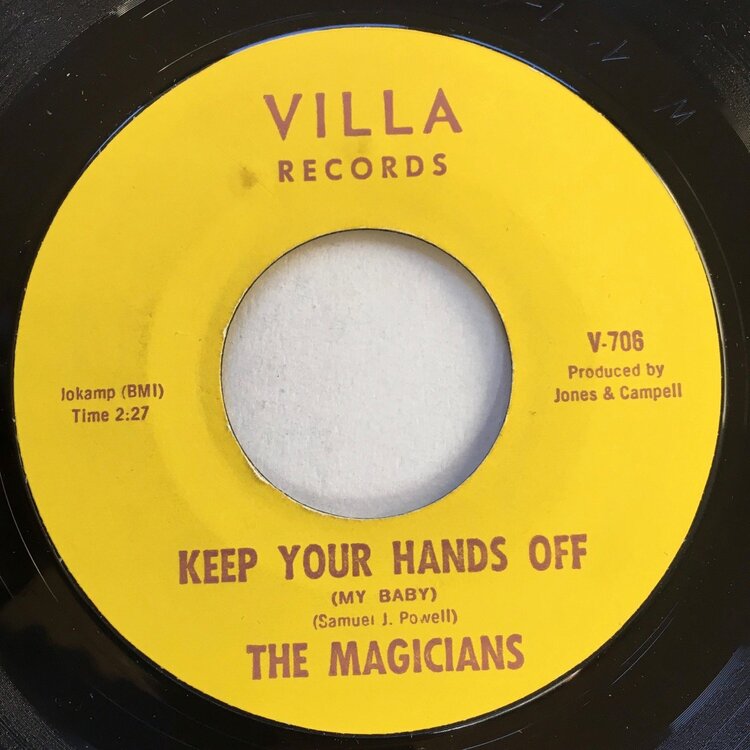 VILLA
RECORDS
V-706
Produced by
Jones & Campell
Jokamp (BMI)
Time 2:27
KEEP YOUR HANDS OFF
(MY BABY)
(Samuel J. Powell)
THE MAGICIANS